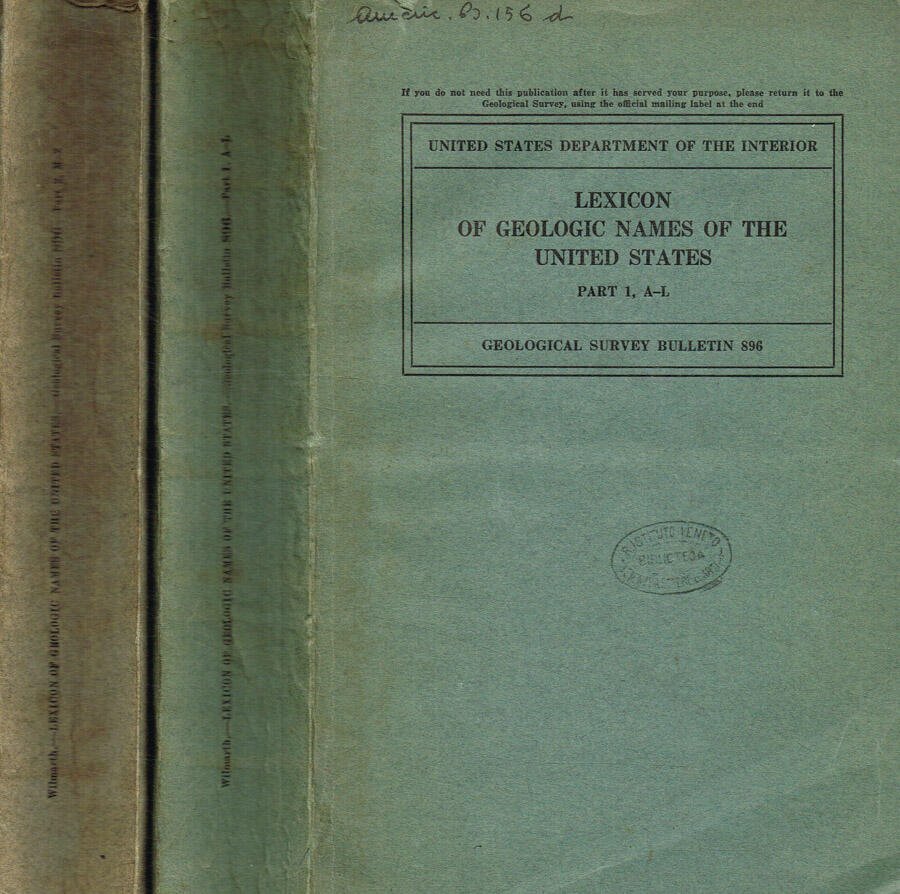 Americ. B. 156 d
If you do not need this publication after it has served your purpose, please return it to the
Geological Survey, using the official mailing label at the end
UNITED STATES DEPARTMENT OF THE INTERIOR
LEXICON
OF GEOLOGIC NAMES OF THE
UNITED STATES
PART 1, A–L
GEOLOGICAL SURVEY BULLETIN 896
R. ISTITUTO VENETO
BIBLIOTECA
Wilmarth.—LEXICON OF GEOLOGIC NAMES OF THE UNITED STATES.—Geological Survey Bulletin 896 Part 1, A–L
Wilmarth.—LEXICON OF GEOLOGIC NAMES OF THE UNITED STATES.—Geological Survey Bulletin 896 Part 2, M–Z